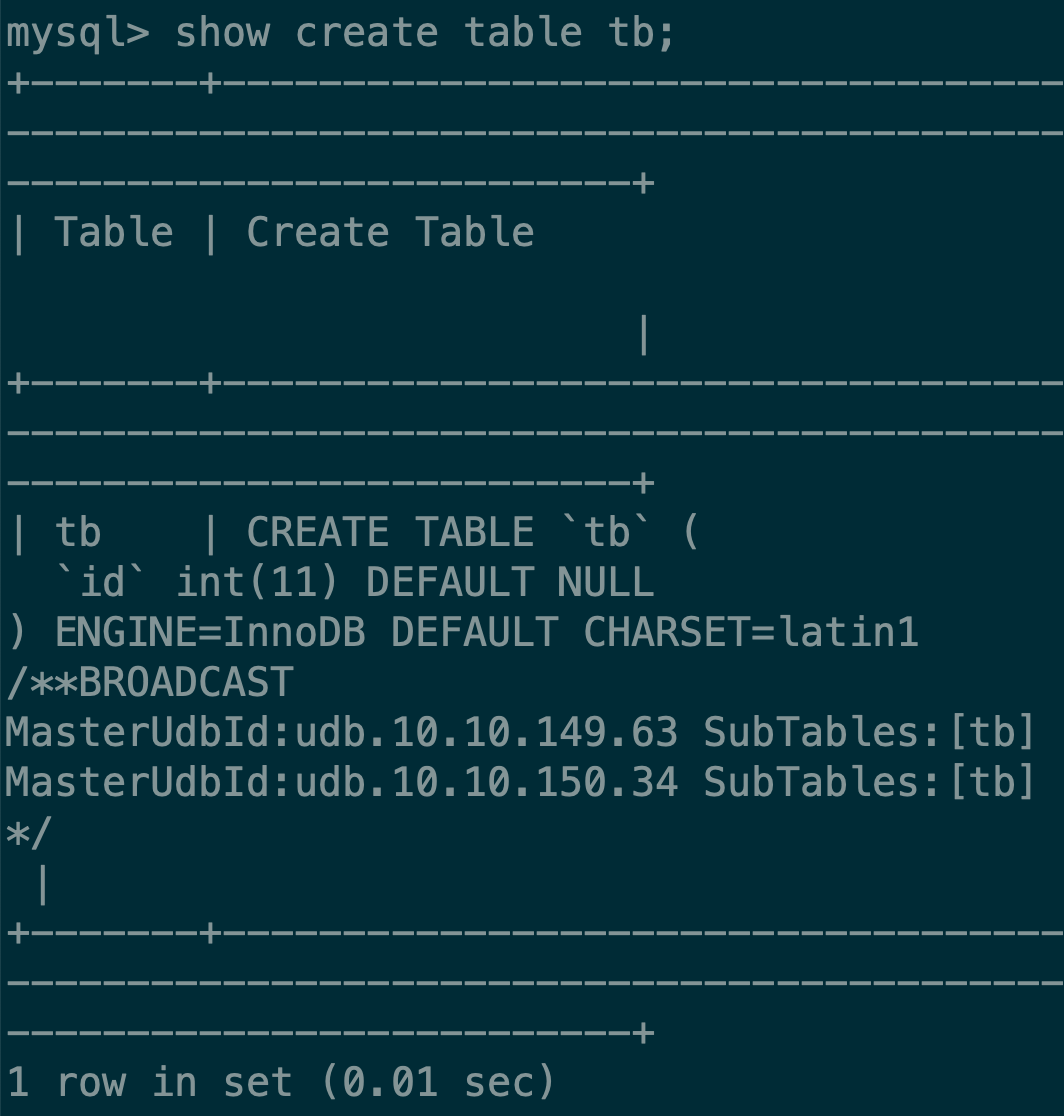 mysql> show create table tb;
+-------+-----------------------------------
--------------------------------------------
--------------------------+
| Table | Create Table
                          |
+-------+-----------------------------------
--------------------------------------------
--------------------------+
| tb    | CREATE TABLE `tb` (
  `id` int(11) DEFAULT NULL
) ENGINE=InnoDB DEFAULT CHARSET=latin1
/**BROADCAST
MasterUdbId:udb.10.10.149.63 SubTables:[tb]
MasterUdbId:udb.10.10.150.34 SubTables:[tb]
*/
 |
+-------+-----------------------------------
--------------------------------------------
--------------------------+
1 row in set (0.01 sec)